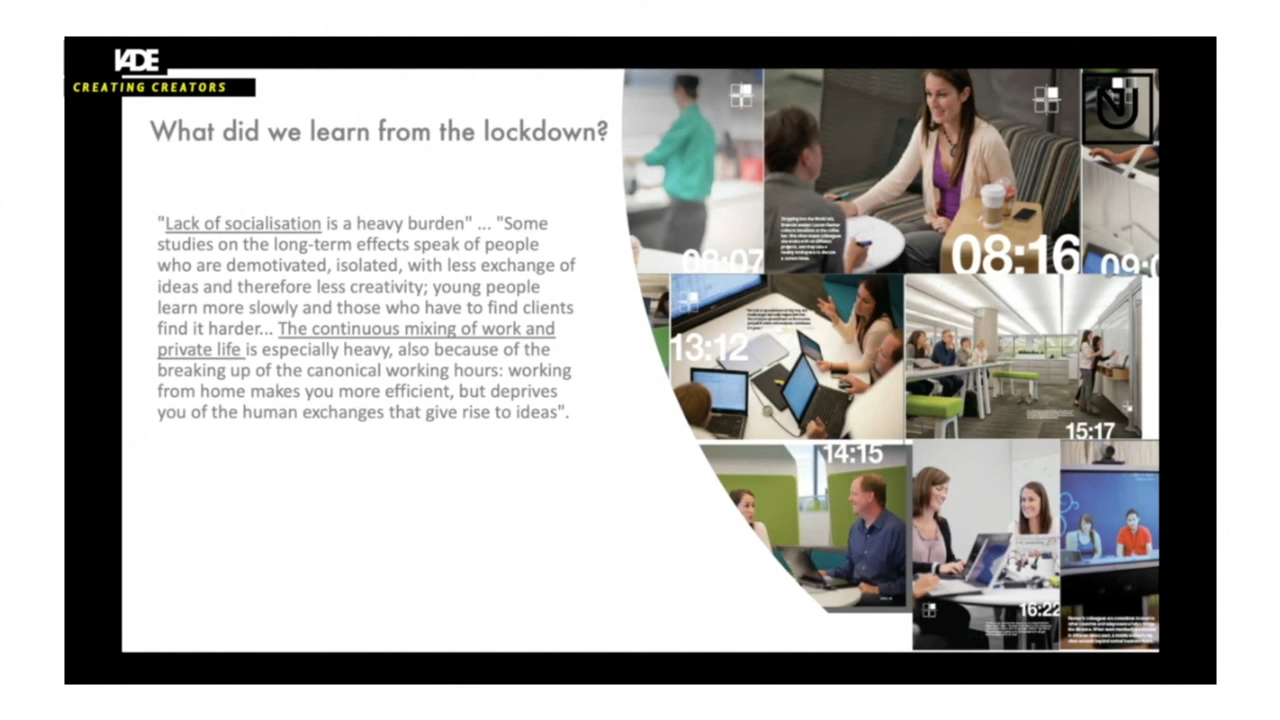 IADE
CREATING CREATORS
What did we learn from the lockdown?
"Lack of socialisation is a heavy burden" ... "Some
studies on the long-term effects speak of people
who are demotivated, isolated, with less exchange of
ideas and therefore less creativity; young people
learn more slowly and those who have to find clients
find it harder... The continuous mixing of work and
private life is especially heavy, also because of the
breaking up of the canonical working hours: working
from home makes you more efficient, but deprives
you of the human exchanges that give rise to ideas".
08:07
08:16
13:12
15:17
14:15
16:22